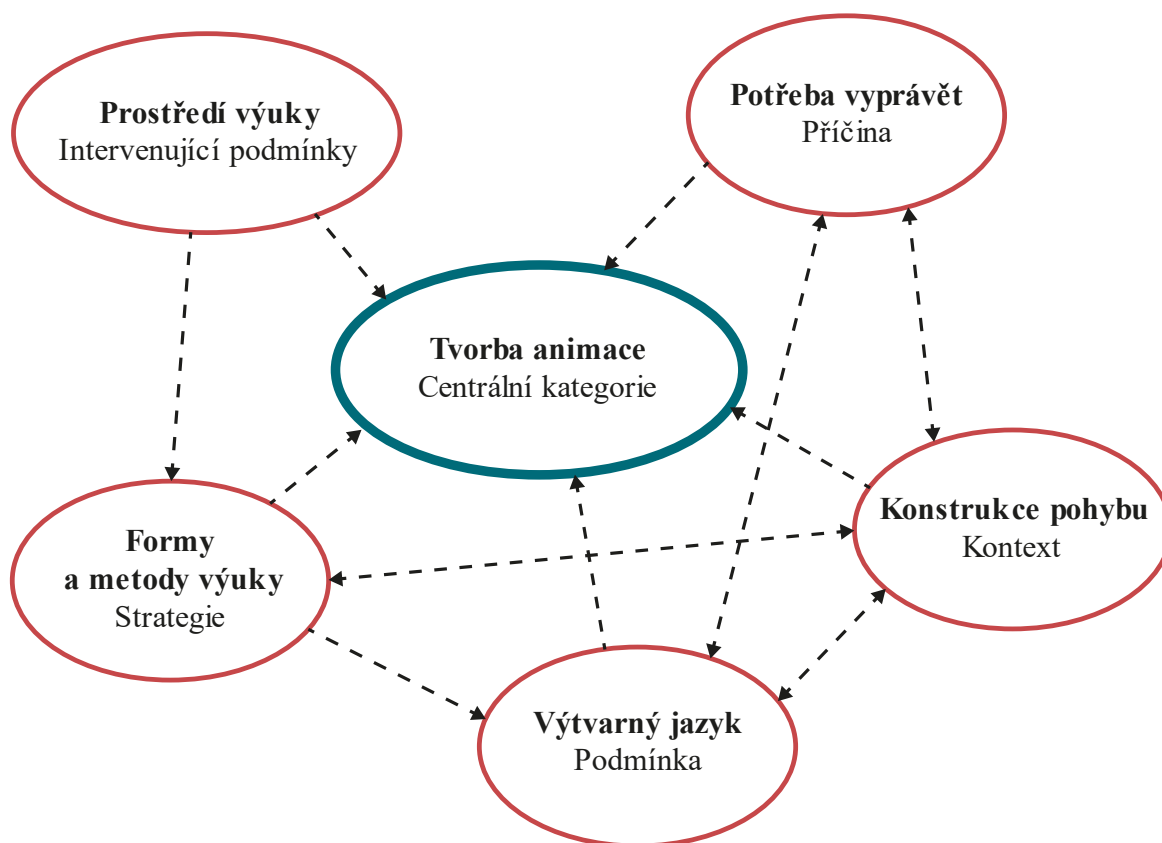 Prostředí výuky
Intervenující podmínky
Potřeba vyprávět
Příčina
Tvorba animace
Centrální kategorie
Konstrukce pohybu
Kontext
Formy
a metody výuky
Strategie
Výtvarný jazyk
Podmínka